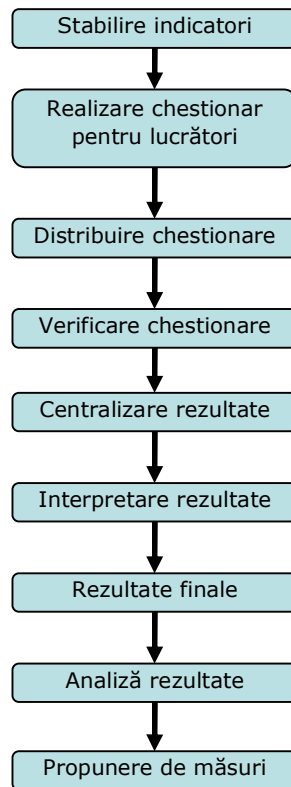 Stabilire indicatori
Realizare chestionar
pentru lucrători
Distribuire chestionare
Verificare chestionare
Centralizare rezultate
Interpretare rezultate
Rezultate finale
Analiză rezultate
Propunere de măsuri